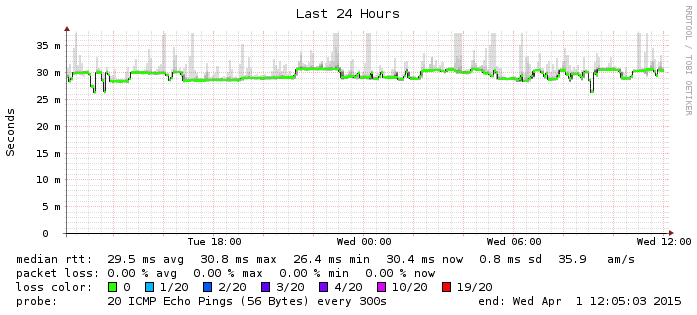 Last 24 Hours
RRDTOOL / TOBI OETIKER
Seconds
35 m
30 m
25 m
20 m
15 m
10 m
5 m
0
Tue 18:00 Wed 00:00 Wed 06:00 Wed 12:00
median rtt: 29.5 ms avg 30.8 ms max 26.4 ms min 30.4 ms now 0.8 ms sd 35.9 am/s
packet loss: 0.00 % avg 0.00 % max 0.00 % min 0.00 % now
loss color: 0 1/20 2/20 3/20 4/20 10/20 19/20
probe: 20 ICMP Echo Pings (56 Bytes) every 300s end: Wed Apr 1 12:05:03 2015